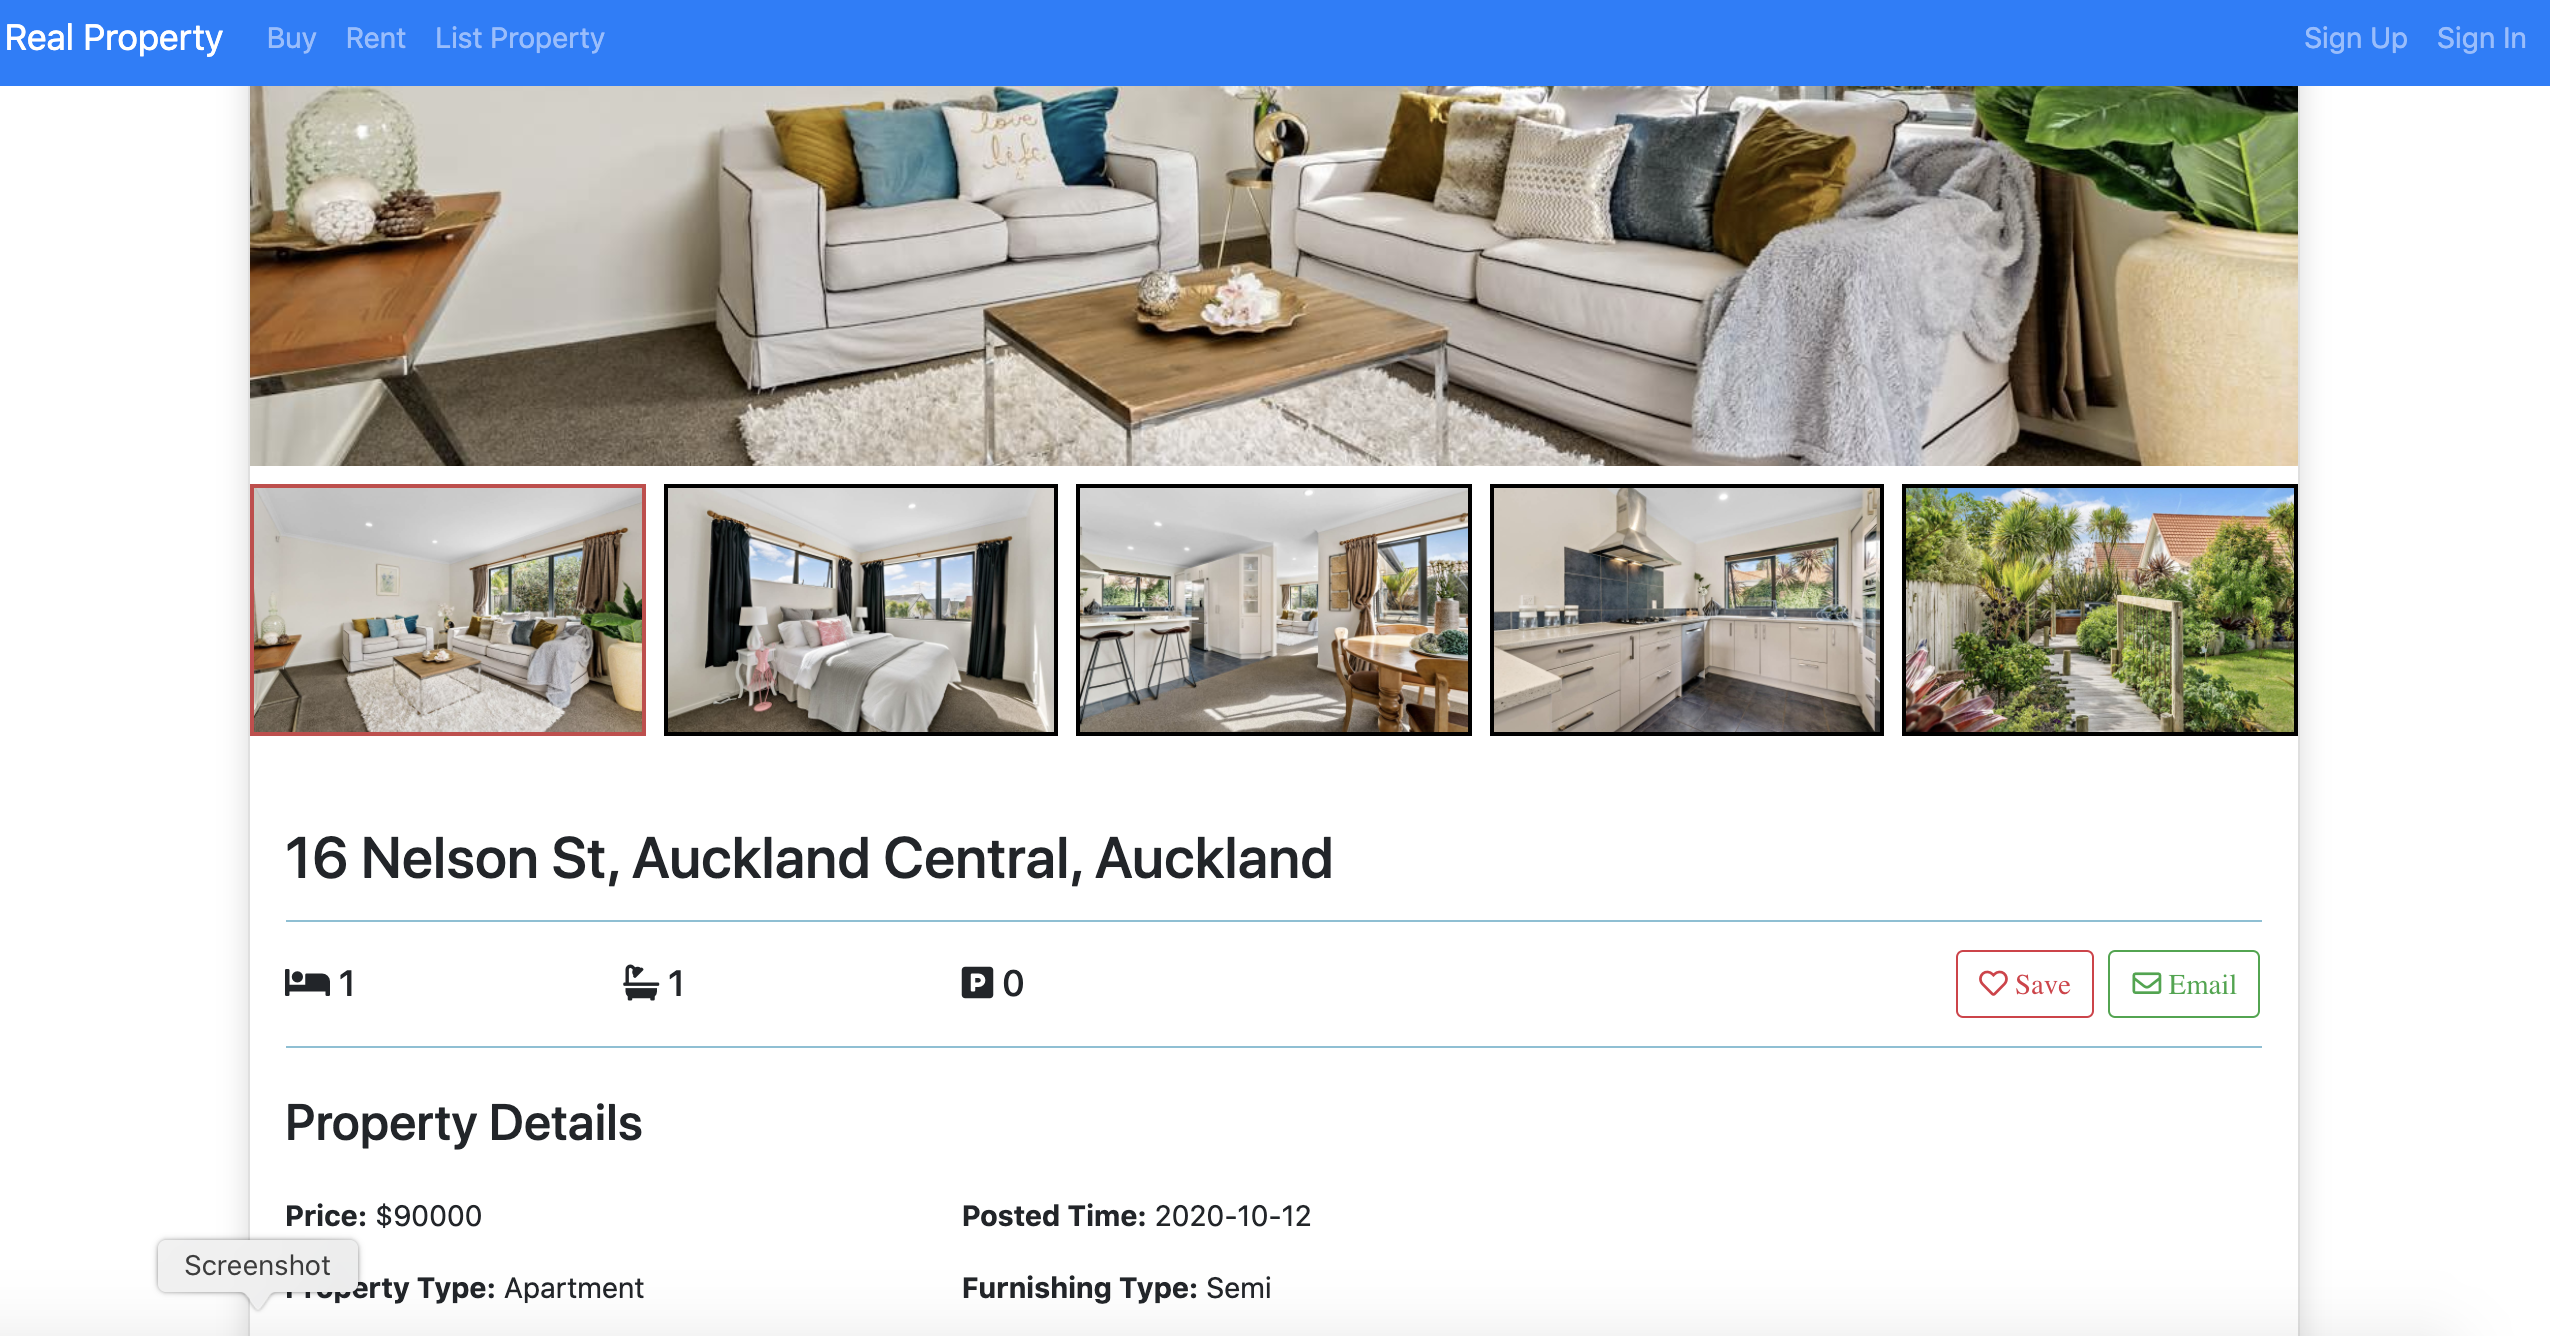 Real Property Buy Rent List Property Sign Up Sign In
love
life
16 Nelson St, Auckland Central, Auckland
1 1 P 0 Save Email
Property Details
Price: $90000 Posted Time: 2020-10-12
Screenshot
Property Type: Apartment Furnishing Type: Semi